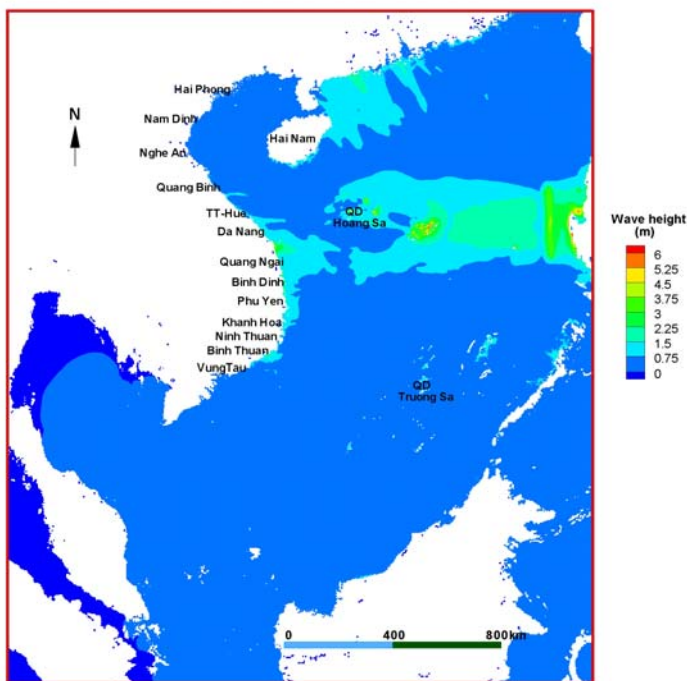 Hai Phong
N
Nam Dinh
Hai Nam
Nghe An
Quang Binh
QD
Hoang Sa
TT-Hue
Da Nang
Quang Ngai
Binh Dinh
Phu Yen
Khanh Hoa
Ninh Thuan
Binh Thuan
VungTau
QD
Truong Sa
0 400 800km
Wave height
(m)
6
5.25
4.5
3.75
3
2.25
1.5
0.75
0